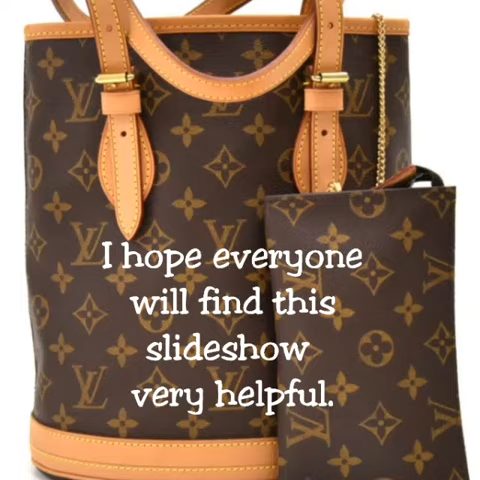 I hope everyone
will find this
slideshow
very helpful.